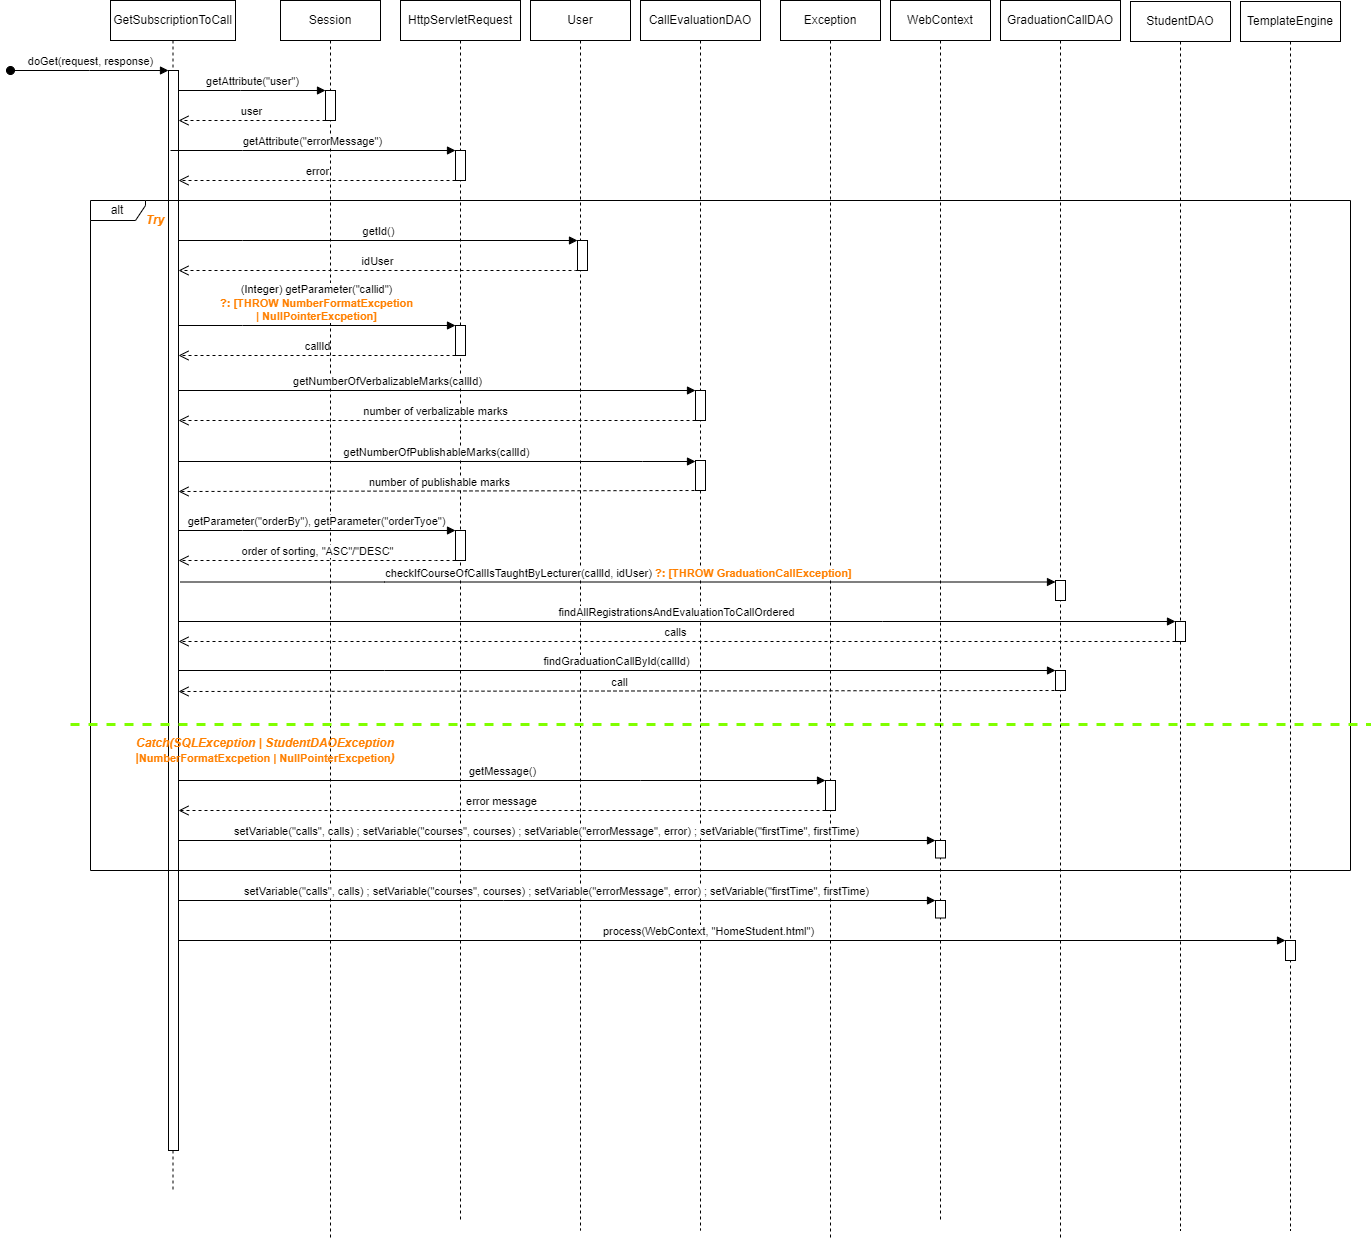 GetSubscriptionToCall
Session
HttpServletRequest
User
CallEvaluationDAO
Exception
WebContext
GraduationCallDAO
StudentDAO
TemplateEngine
doGet(request, response)
getAttribute("user")
user
getAttribute("errorMessage")
error
alt
Try
getId()
idUser
(Integer) getParameter("callid")
?: [THROW NumberFormatExcpetion
| NullPointerExcpetion]
callId
getNumberOfVerbalizableMarks(callId)
number of verbalizable marks
getNumberOfPublishableMarks(callId)
number of publishable marks
getParameter("orderBy"), getParameter("orderTyoe")
order of sorting, "ASC"/"DESC"
checkIfCourseOfCallIsTaughtByLecturer(callId, idUser) ?: [THROW GraduationCallException]
findAllRegistrationsAndEvaluationToCallOrdered
calls
findGraduationCallById(callId)
call
Catch(SQLException | StudentDAOException
|NumberFormatExcpetion | NullPointerExcpetion)
getMessage()
error message
setVariable("calls", calls) ; setVariable("courses", courses) ; setVariable("errorMessage", error) ; setVariable("firstTime", firstTime)
setVariable("calls", calls) ; setVariable("courses", courses) ; setVariable("errorMessage", error) ; setVariable("firstTime", firstTime)
process(WebContext, "HomeStudent.html")